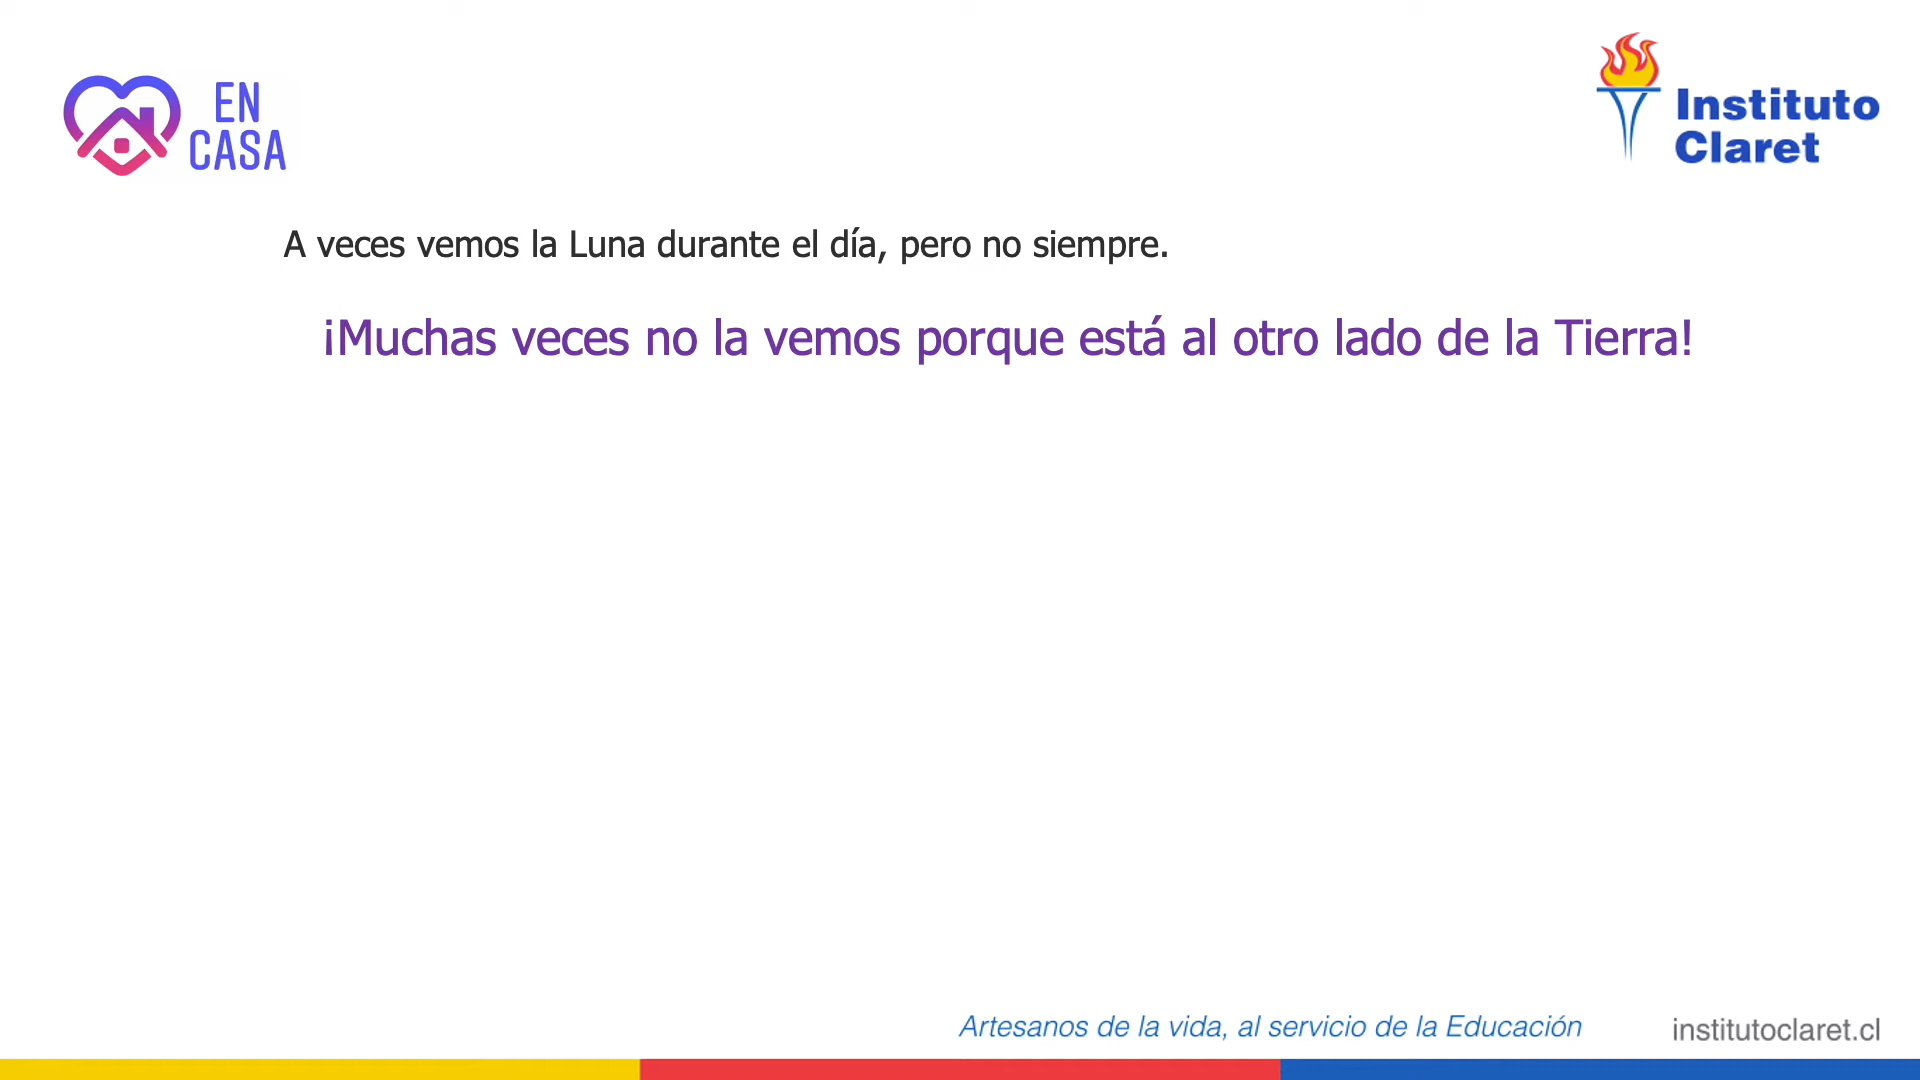 EN
CASA
Instituto
Claret
A veces vemos la Luna durante el día, pero no siempre.
¡Muchas veces no la vemos porque está al otro lado de la Tierra!
Artesanos de la vida, al servicio de la Educación
institutoclaret.cl